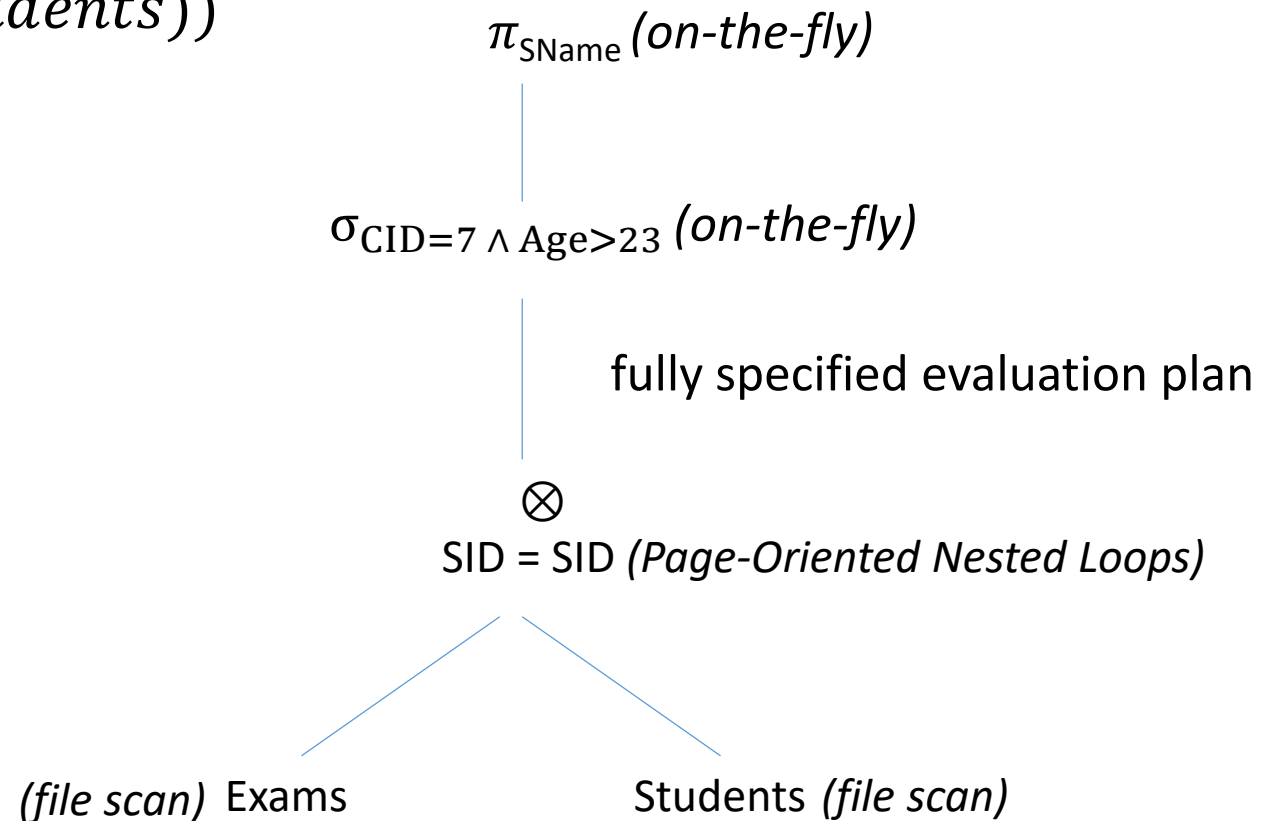 𝑑𝑒𝑛𝑡𝑠))
π_SName (on-the-fly)
σ_CID=7 ∧ Age>23 (on-the-fly)
fully specified evaluation plan
⊗
SID = SID (Page-Oriented Nested Loops)
(file scan) Exams Students (file scan)